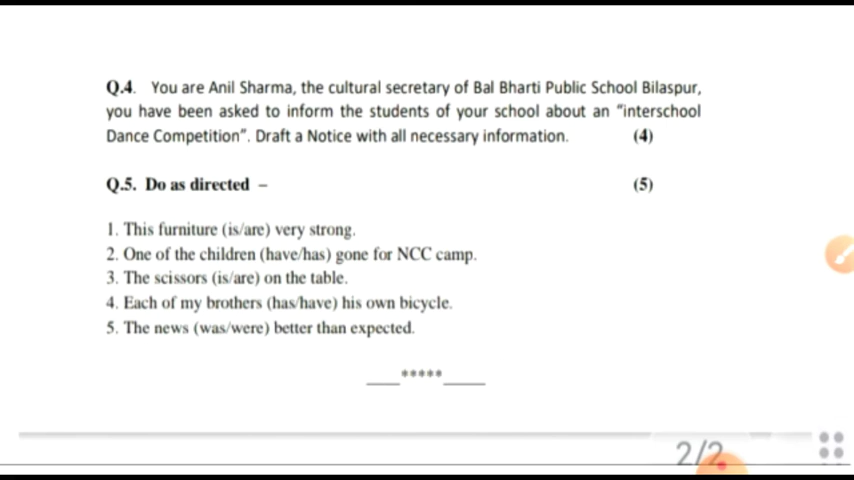 Q.4. You are Anil Sharma, the cultural secretary of Bal Bharti Public School Bilaspur,
you have been asked to inform the students of your school about an “interschool
Dance Competition”. Draft a Notice with all necessary information. (4)
Q.5. Do as directed – (5)
1. This furniture (is/are) very strong.
2. One of the children (have/has) gone for NCC camp.
3. The scissors (is/are) on the table.
4. Each of my brothers (has/have) his own bicycle.
5. The news (was/were) better than expected.
___*****___
2/2